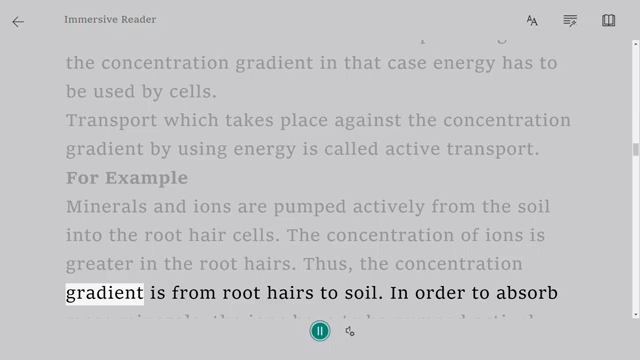 Immersive Reader
the concentration gradient in that case energy has to
be used by cells.
Transport which takes place against the concentration
gradient by using energy is called active transport.
For Example
Minerals and ions are pumped actively from the soil
into the root hair cells. The concentration of ions is
greater in the root hairs. Thus, the concentration
gradient is from root hairs to soil. In order to absorb